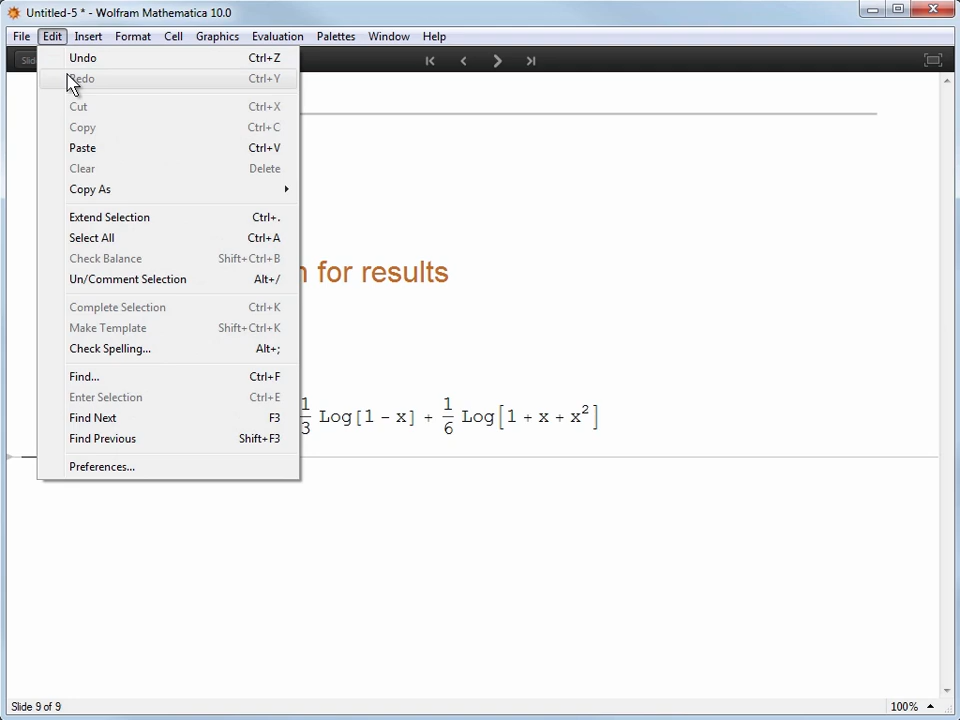 Untitled-5 * - Wolfram Mathematica 10.0
File Edit Insert Format Cell Graphics Evaluation Palettes Window Help
Slid
Undo Ctrl+Z
Redo Ctrl+Y
Cut Ctrl+X
Copy Ctrl+C
Paste Ctrl+V
Clear Delete
Copy As
Extend Selection Ctrl+.
Select All Ctrl+A
Check Balance Shift+Ctrl+B
Un/Comment Selection Alt+/
n for results
Complete Selection Ctrl+K
Make Template Shift+Ctrl+K
Check Spelling... Alt+;
Find... Ctrl+F
Enter Selection Ctrl+E
Find Next F3
Find Previous Shift+F3
Preferences...
1/3 Log[1 - x] + 1/6 Log[1 + x + x²]
Slide 9 of 9 100%